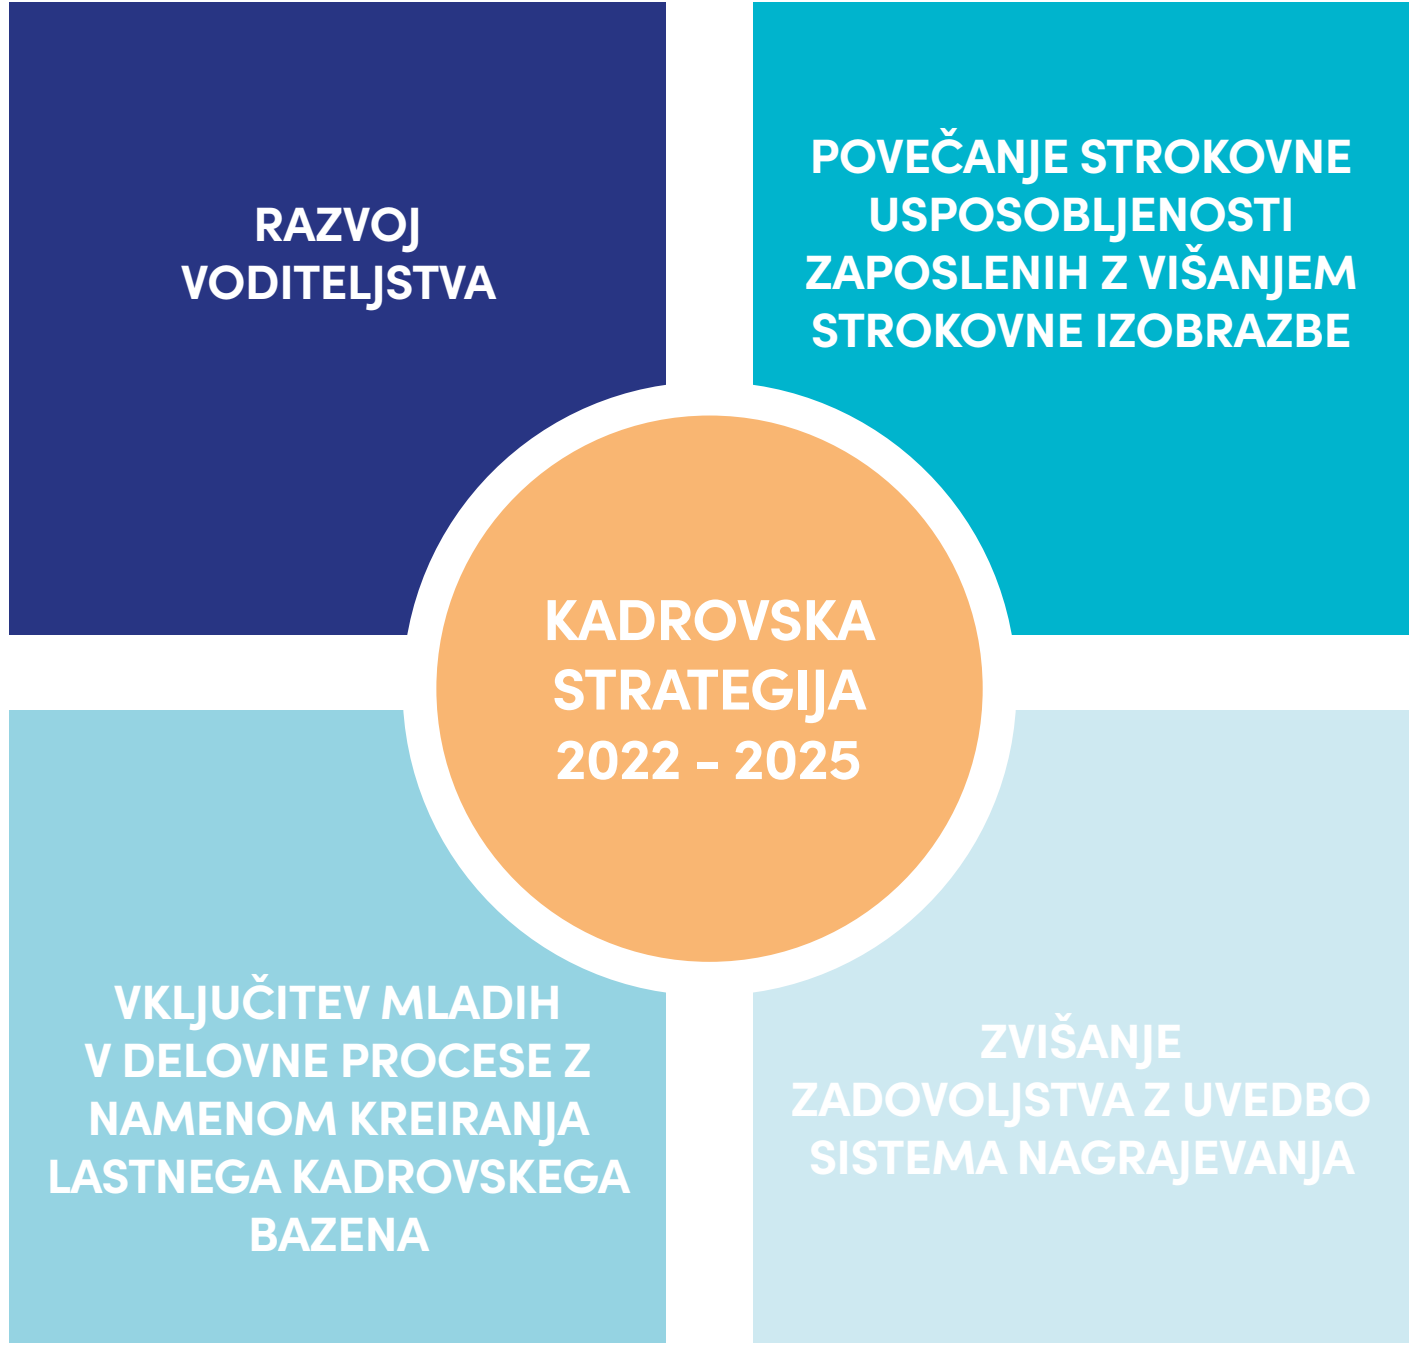 RAZVOJ
VODITELJSTVA
POVEČANJE STROKOVNE
USPOSOBLJENOSTI
ZAPOSLENIH Z VIŠANJEM
STROKOVNE IZOBRAZBE
KADROVSKA
STRATEGIJA
2022 - 2025
VKLJUČITEV MLADIH
V DELOVNE PROCESE Z
NAMENOM KREIRANJA
LASTNEGA KADROVSKEGA
BAZENA
ZVIŠANJE
ZADOVOLJSTVA Z UVEDBO
SISTEMA NAGRAJEVANJA